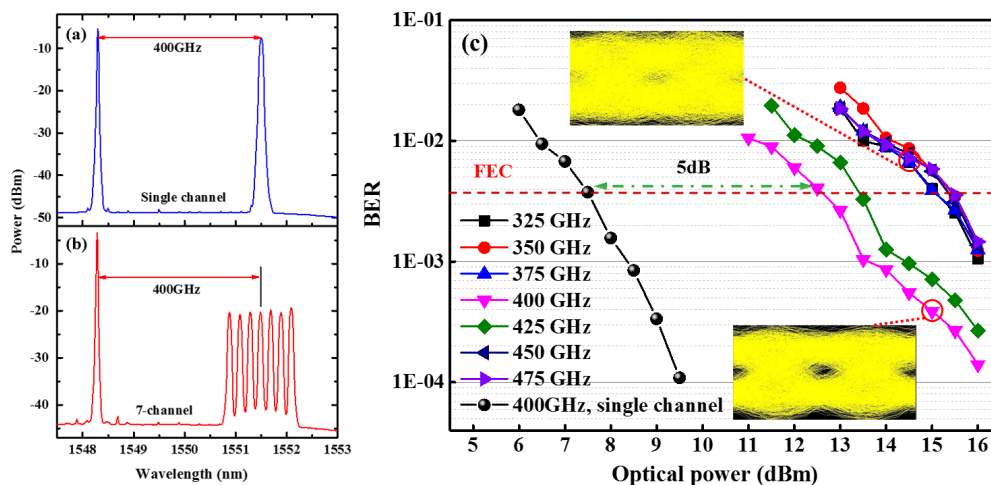 (a)
400GHz
Single channel
-10
-20
-30
-40
-50
Power (dBm)
(b)
400GHz
7-channel
-10
-20
-30
-40
1548
1549
1550
1551
1552
1553
Wavelength (nm)
(c)
1E-01
1E-02
1E-03
1E-04
BER
FEC
5dB
325 GHz
350 GHz
375 GHz
400 GHz
425 GHz
450 GHz
475 GHz
400GHz, single channel
5
6
7
8
9
10
11
12
13
14
15
16
Optical power (dBm)